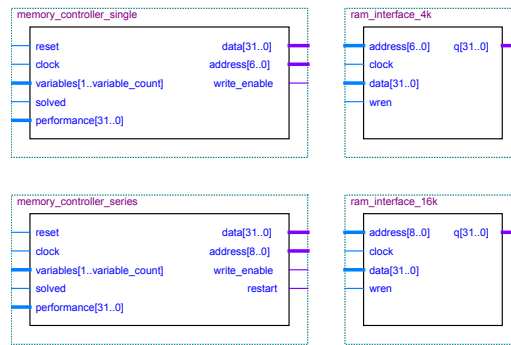 memory_controller_single
reset data[31..0]
clock address[6..0]
variables[1..variable_count] write_enable
solved
performance[31..0]
ram_interface_4k
address[6..0] q[31..0]
clock
data[31..0]
wren
memory_controller_series
reset data[31..0]
clock address[8..0]
variables[1..variable_count] write_enable
solved restart
performance[31..0]
ram_interface_16k
address[8..0] q[31..0]
clock
data[31..0]
wren